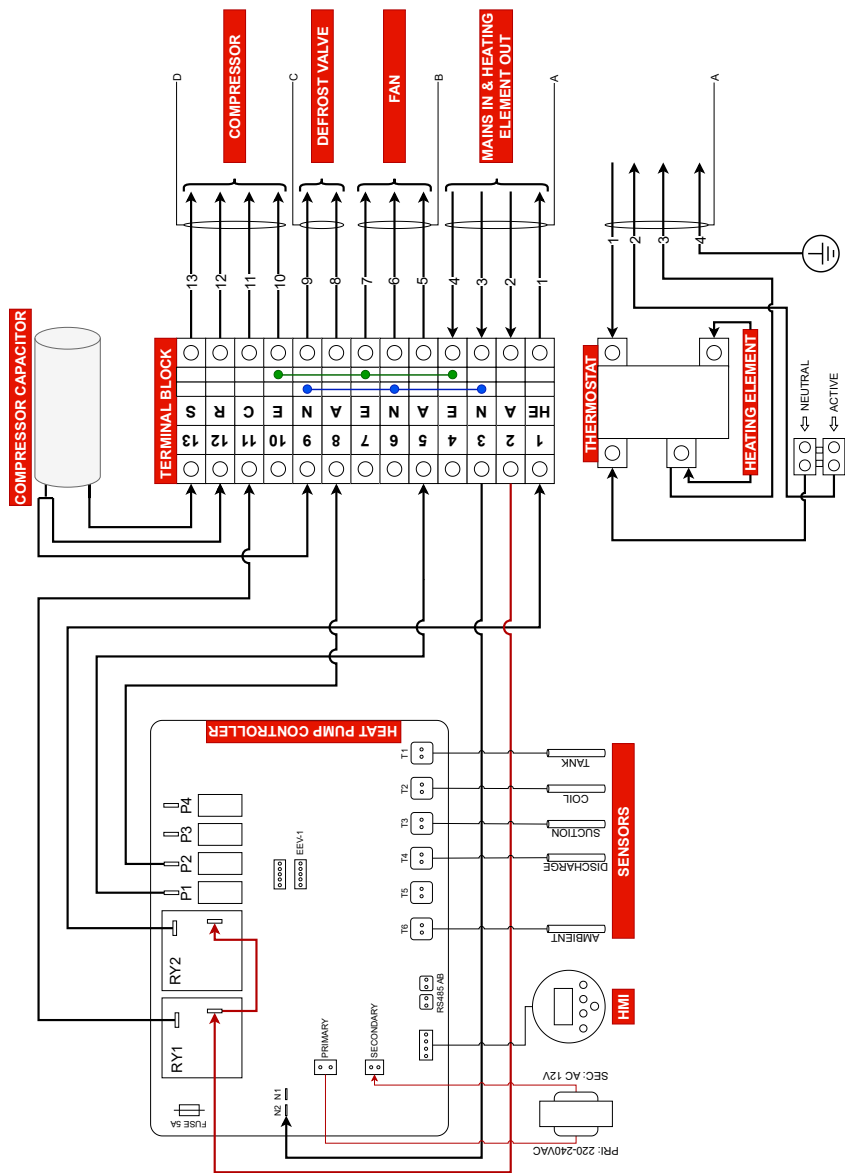 D
C
B
A
A
COMPRESSOR
DEFROST VALVE
FAN
MAINS IN & HEATING
ELEMENT OUT
13
12
11
10
9
8
7
6
5
4
3
2
1
1
2
3
4
COMPRESSOR CAPACITOR
TERMINAL BLOCK
S
R
C
E
N
A
E
N
A
E
N
A
HE
13
12
11
10
9
8
7
6
5
4
3
2
1
THERMOSTAT
HEATING ELEMENT
NEUTRAL
ACTIVE
HEAT PUMP CONTROLLER
P4
P3
P2
P1
EEV-1
RY2
RY1
T1
T2
T3
T4
T5
T6
RS485 AB
PRIMARY
SECONDARY
N2 N1
FUSE 5A
TANK
COIL
SUCTION
DISCHARGE
AMBIENT
SENSORS
HMI
SEC: AC 12V
PRI: 220-240VAC